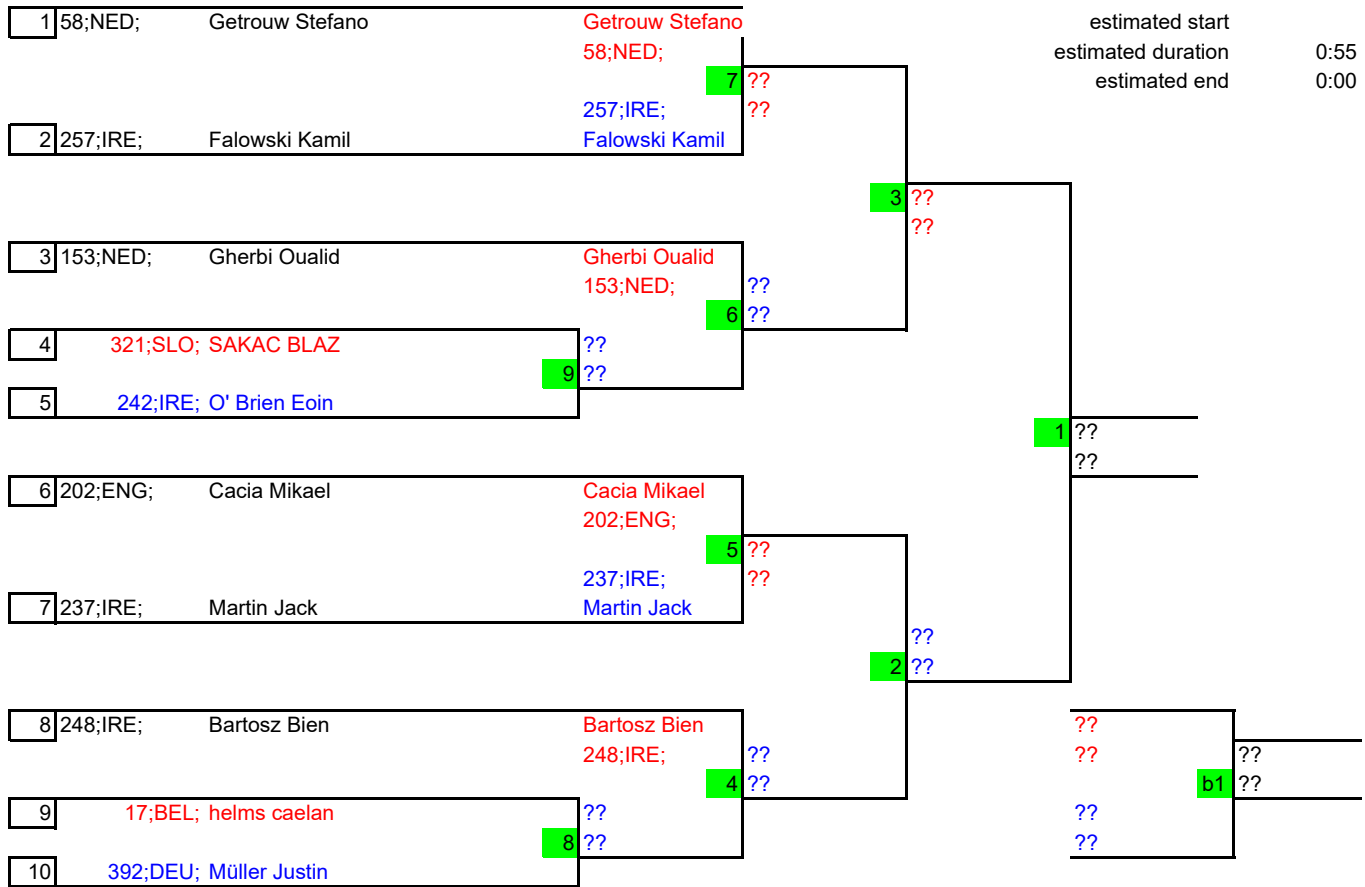 1 58;NED; Getrouw Stefano Getrouw Stefano estimated start
58;NED; estimated duration 0:55
7 ?? estimated end 0:00
257;IRE; ??
2 257;IRE; Falowski Kamil Falowski Kamil
3 ??
??
3 153;NED; Gherbi Oualid Gherbi Oualid
153;NED; ??
6 ??
4 321;SLO; SAKAC BLAZ ??
9 ??
5 242;IRE; O' Brien Eoin
1 ??
??
6 202;ENG; Cacia Mikael Cacia Mikael
202;ENG;
5 ??
237;IRE; ??
7 237;IRE; Martin Jack Martin Jack
??
2 ??
8 248;IRE; Bartosz Bien Bartosz Bien ??
248;IRE; ?? ?? ??
4 ?? b1 ??
9 17;BEL; helms caelan ?? ??
8 ?? ??
10 392;DEU; Müller Justin